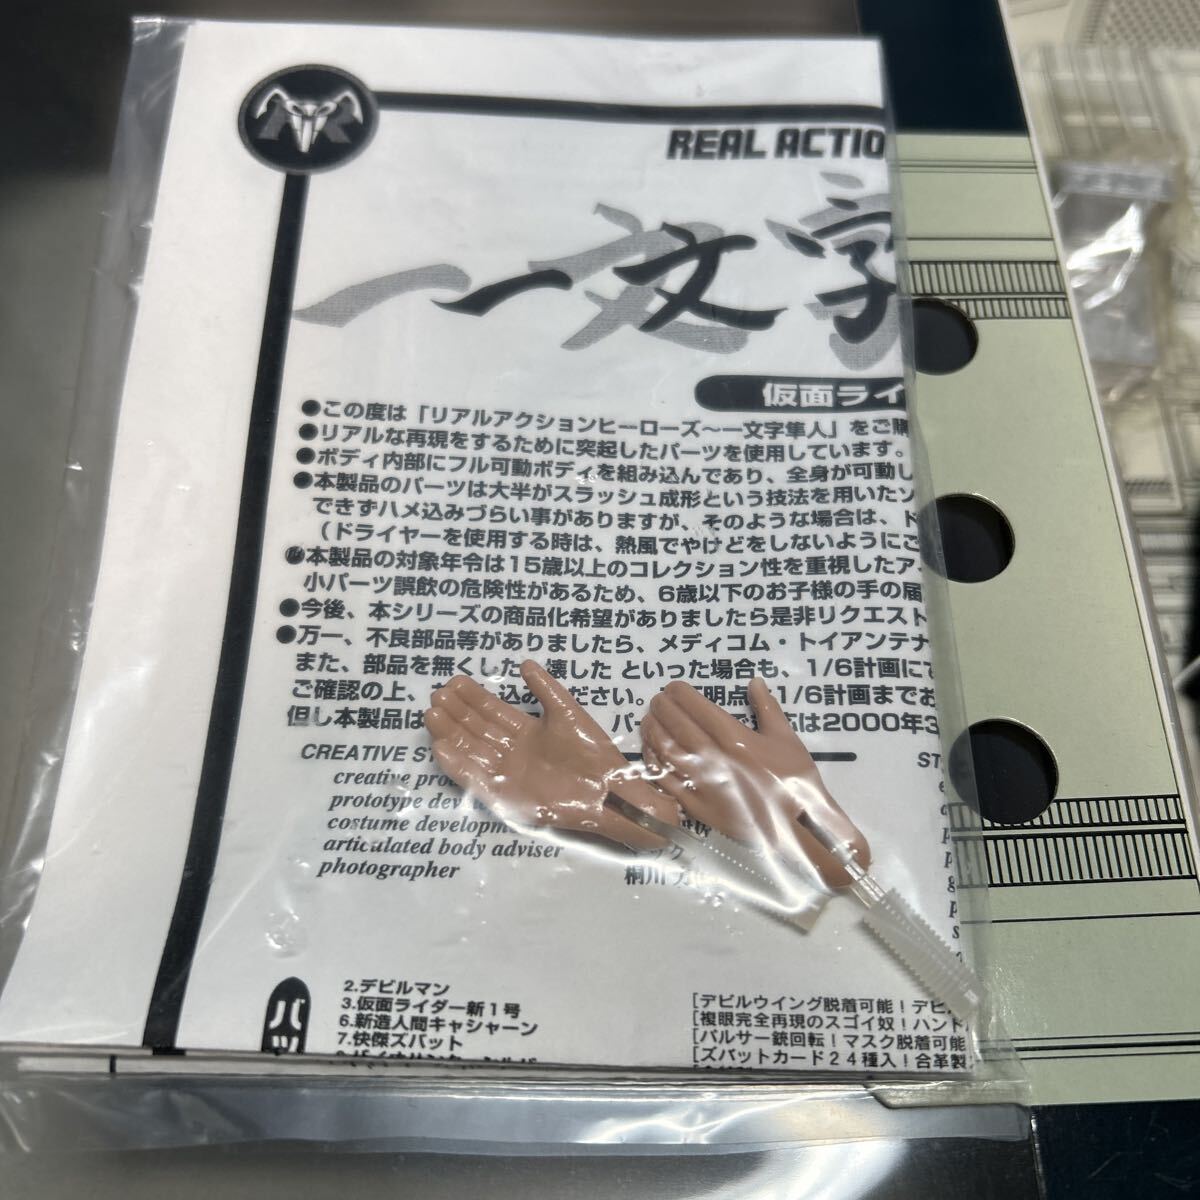 REAL ACTIO
一文字
仮面ライ
●この度は「リアルアクションヒーローズ～一文字隼人」をご購
●リアルな再現をするために突起したパーツを使用しています。
●ボディ内部にフル可動ボディを組み込んであり、全身が可動し
●本製品のパーツは大半がスラッシュ成形という技法を用いたソ
できずハメ込みづらい事がありますが、そのような場合は、ド
（ドライヤーを使用する時は、熱風でやけどをしないようにご
●本製品の対象年令は15歳以上のコレクション性を重視したア
小パーツ誤飲の危険性があるため、6歳以下のお子様の手の届
●今後、本シリーズの商品化希望がありましたら是非リクエスト
●万一、不良部品等がありましたら、メディコム・トイアンテナ
また、部品を無くした 壊した といった場合も、1/6計画にて
ご確認の上、 込み ださい。 明点 1/6計画までお
但し本製品は パー 応は2000年3
CREATIVE ST
ST
creative pro
prototype deve
costume developm
articulated body adviser
photographer
桐川
2.デビルマン
3.仮面ライダー新1号
6.新造人間キャシャーン
7.快傑ズバット
[デビルウイング脱着可能！デビ
[複眼完全再現のスゴイ奴！ハンド
[パルサー銃回転！マスク脱着可能
[ズバットカード24種入！合革製